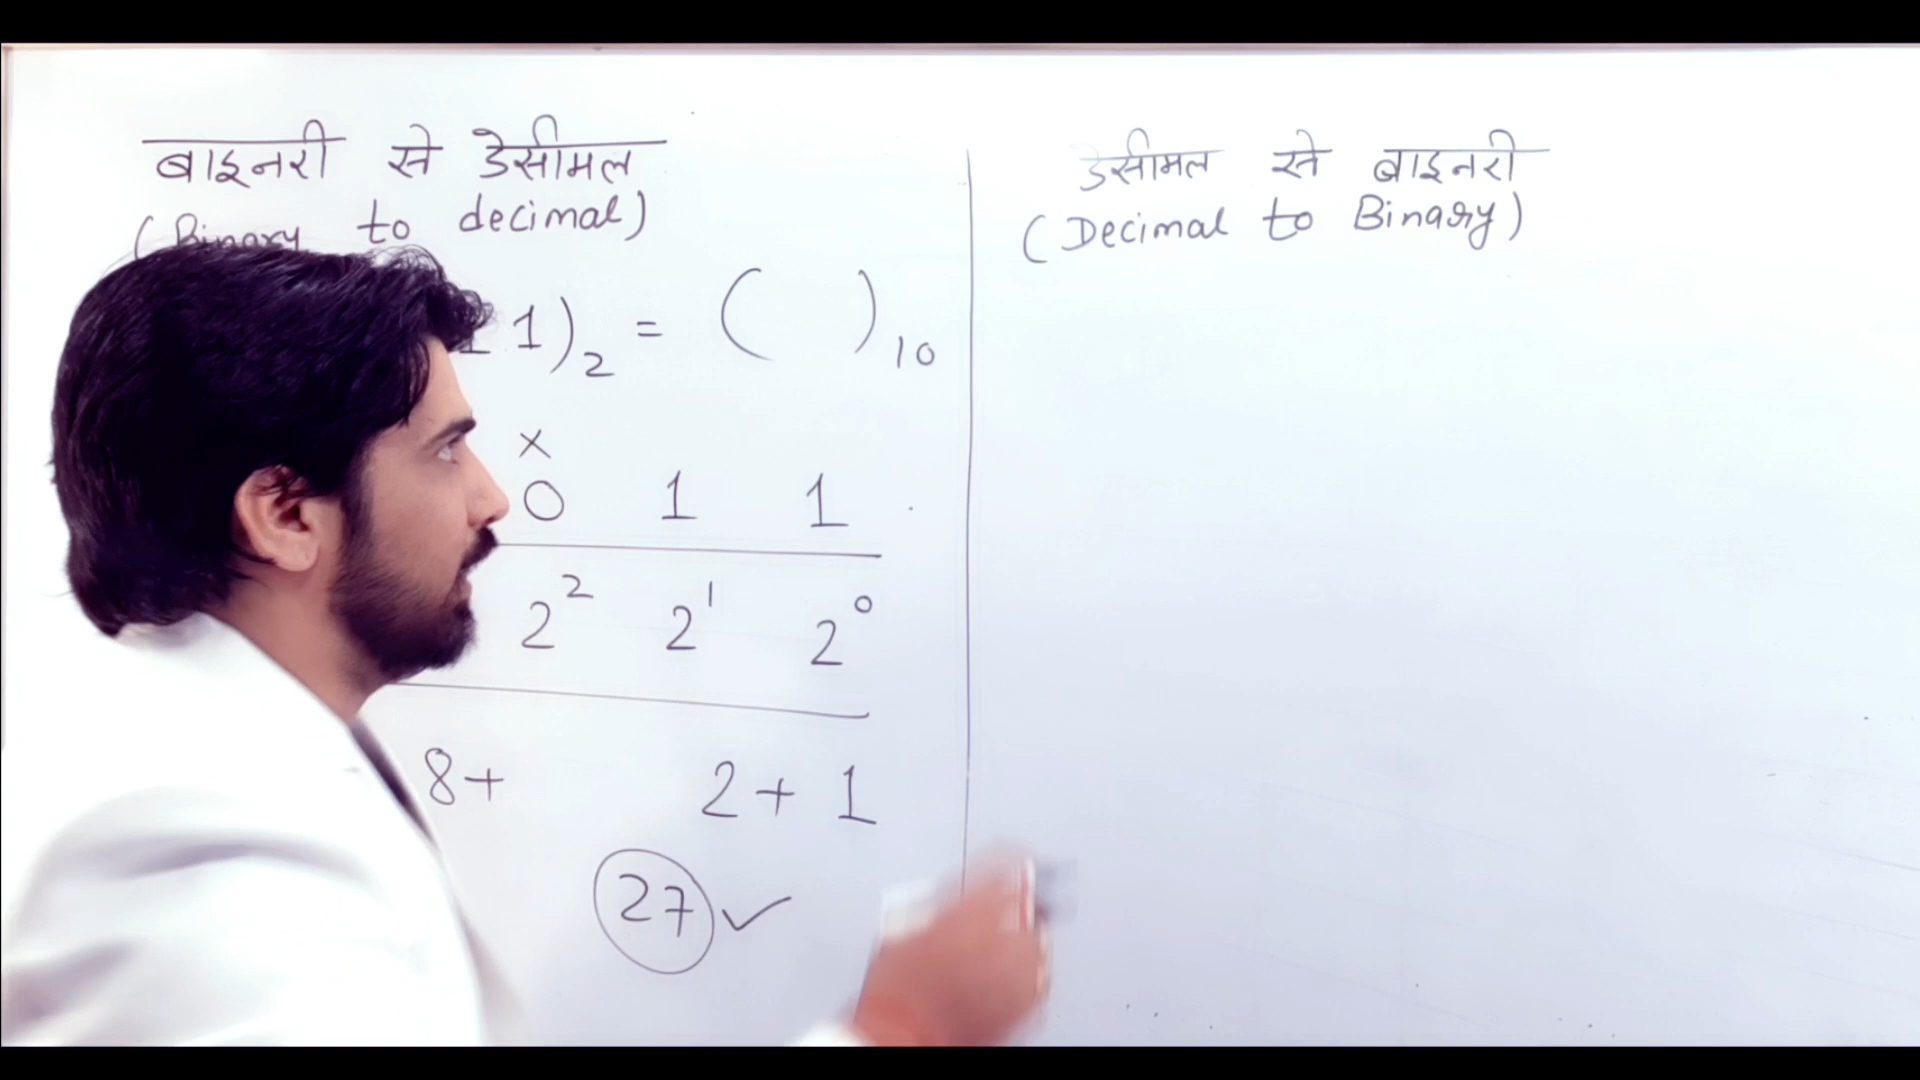 बाइनरी से डेसीमल
(Binary to decimal)
1)₂ = ( )₁₀
×
0 1 1
2² 2¹ 2⁰
8+ 2 + 1
27 ✓
डेसीमल से बाइनरी
(Decimal to Binary)